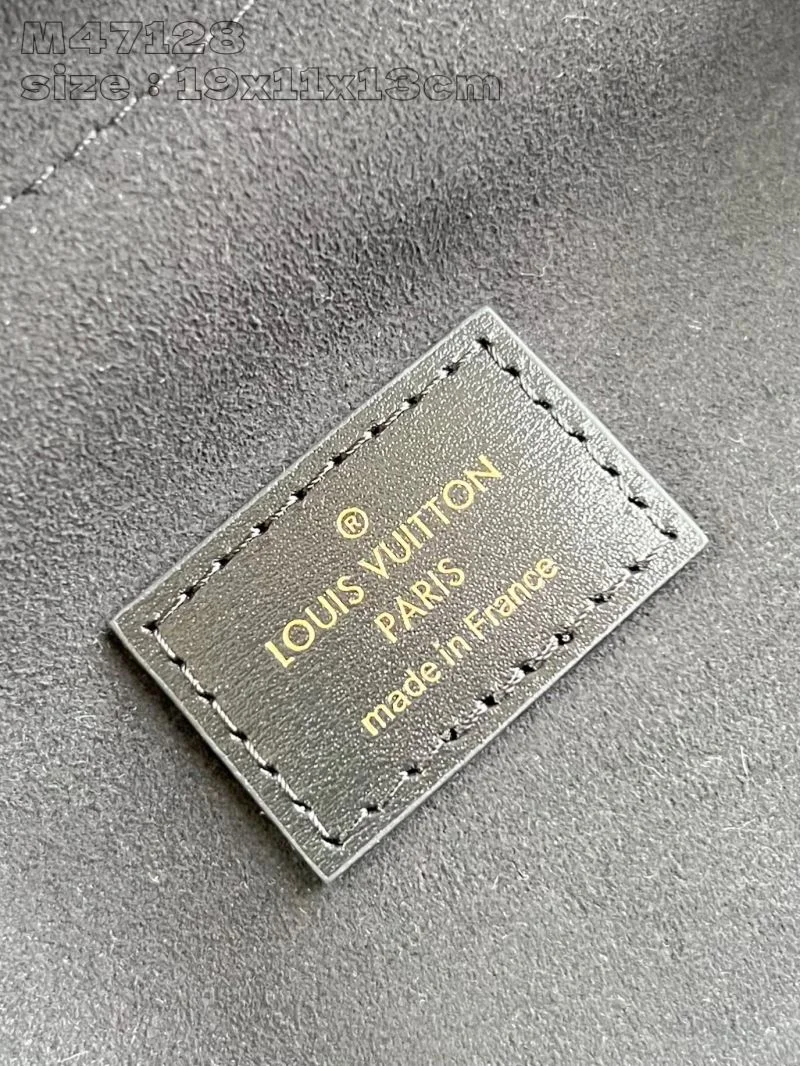 M47128
size : 19x11x13cm
®
LOUIS VUITTON
PARIS
made in France